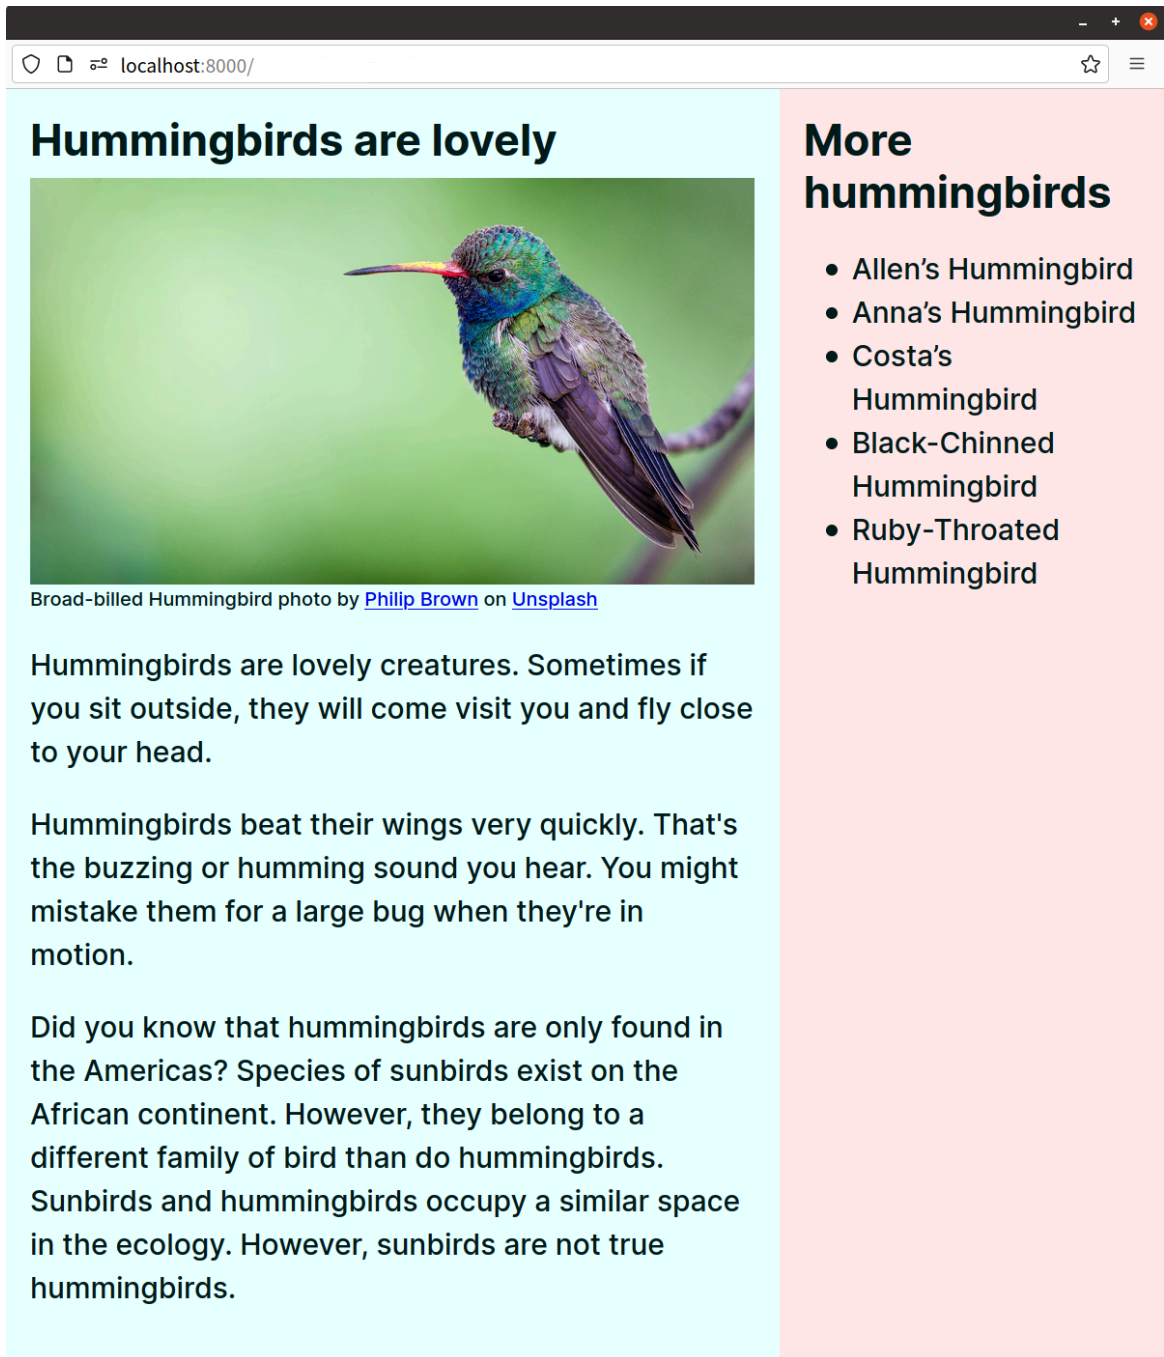 localhost:8000/
Hummingbirds are lovely
Broad-billed Hummingbird photo by Philip Brown on Unsplash
Hummingbirds are lovely creatures. Sometimes if
you sit outside, they will come visit you and fly close
to your head.
Hummingbirds beat their wings very quickly. That's
the buzzing or humming sound you hear. You might
mistake them for a large bug when they're in
motion.
Did you know that hummingbirds are only found in
the Americas? Species of sunbirds exist on the
African continent. However, they belong to a
different family of bird than do hummingbirds.
Sunbirds and hummingbirds occupy a similar space
in the ecology. However, sunbirds are not true
hummingbirds.
More
hummingbirds
• Allen’s Hummingbird
• Anna’s Hummingbird
• Costa’s
Hummingbird
• Black-Chinned
Hummingbird
• Ruby-Throated
Hummingbird